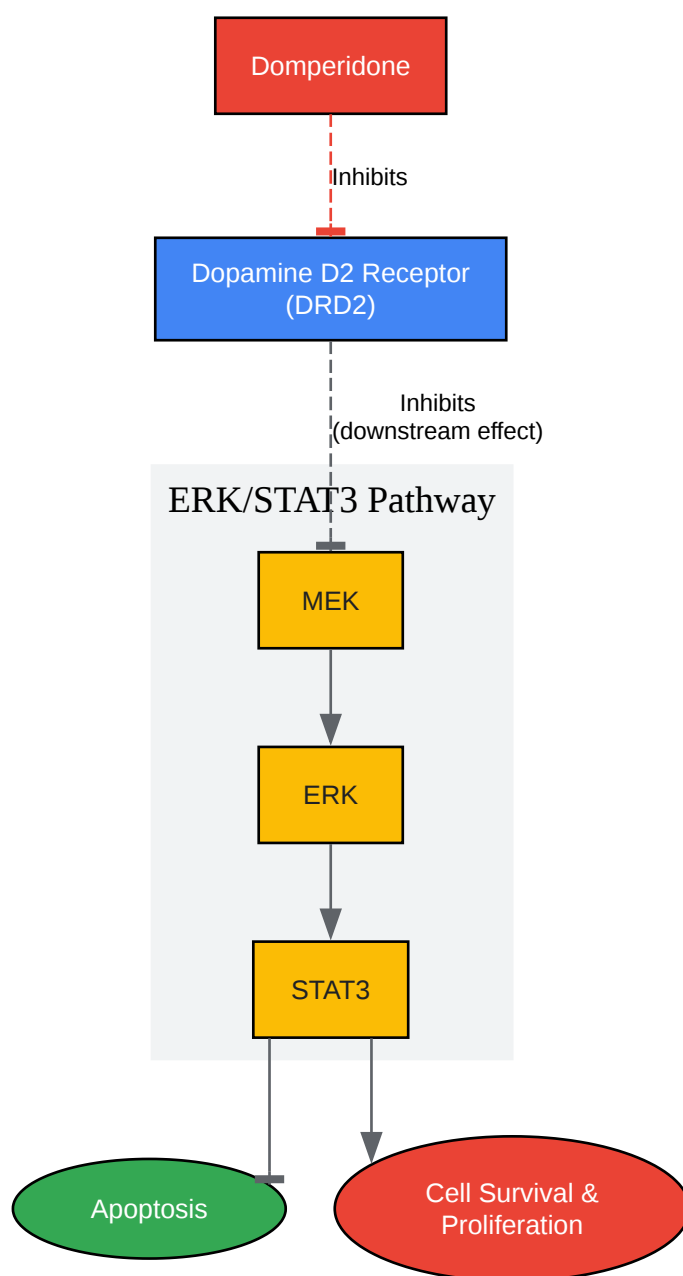 Domperidone
Inhibits
Dopamine D2 Receptor
(DRD2)
Inhibits
(downstream effect)
ERK/STAT3 Pathway
MEK
ERK
STAT3
Apoptosis
Cell Survival &
Proliferation